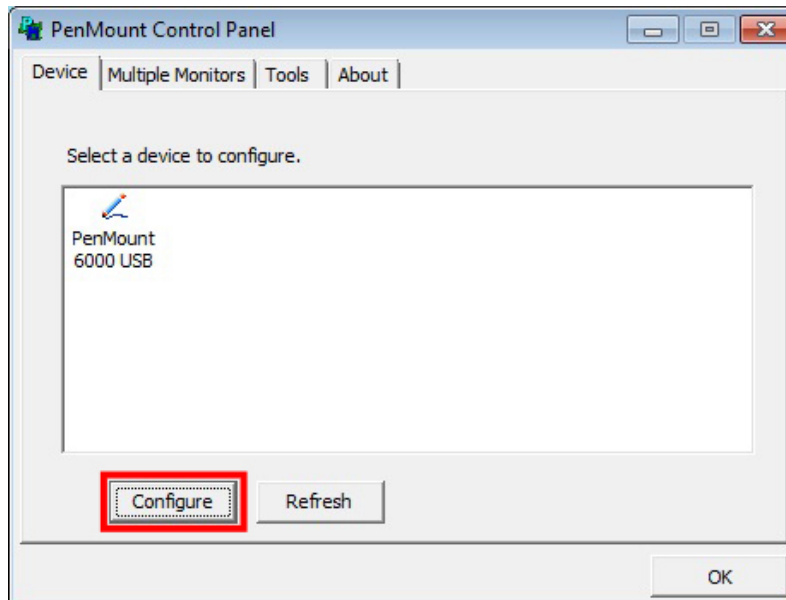 PenMount Control Panel
Device Multiple Monitors Tools About
Select a device to configure.
PenMount
6000 USB
Configure Refresh
OK